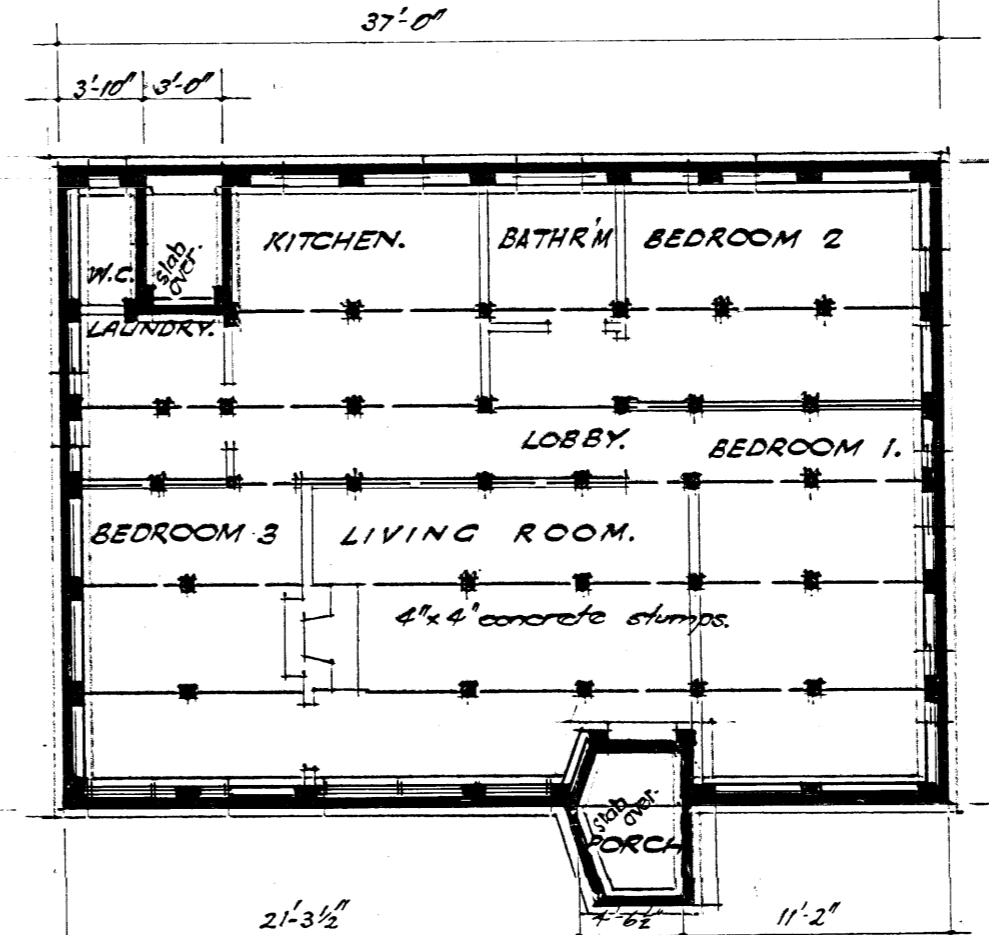 37'-0"
3'-10" 3'-0"
KITCHEN. BATHR'M BEDROOM 2
W.C. slab over.
LAUNDRY.
LOBBY. BEDROOM 1.
BEDROOM 3 LIVING ROOM.
4"x4" concrete stumps.
slab over.
PORCH
21'-3½" 4'-6½" 11'-2"